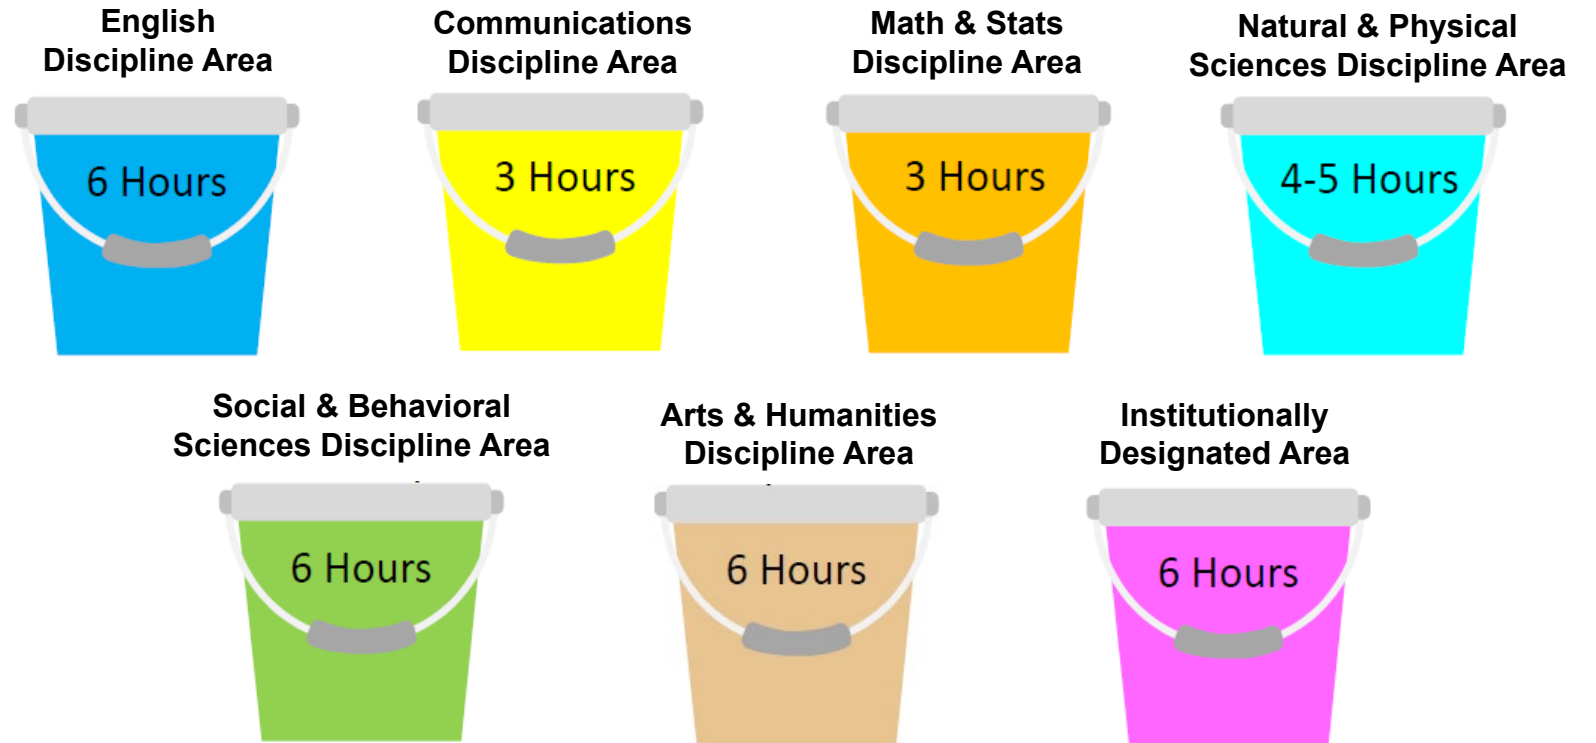 English
Discipline Area
6 Hours
Communications
Discipline Area
3 Hours
Math & Stats
Discipline Area
3 Hours
Natural & Physical
Sciences Discipline Area
4-5 Hours
Social & Behavioral
Sciences Discipline Area
6 Hours
Arts & Humanities
Discipline Area
6 Hours
Institutionally
Designated Area
6 Hours